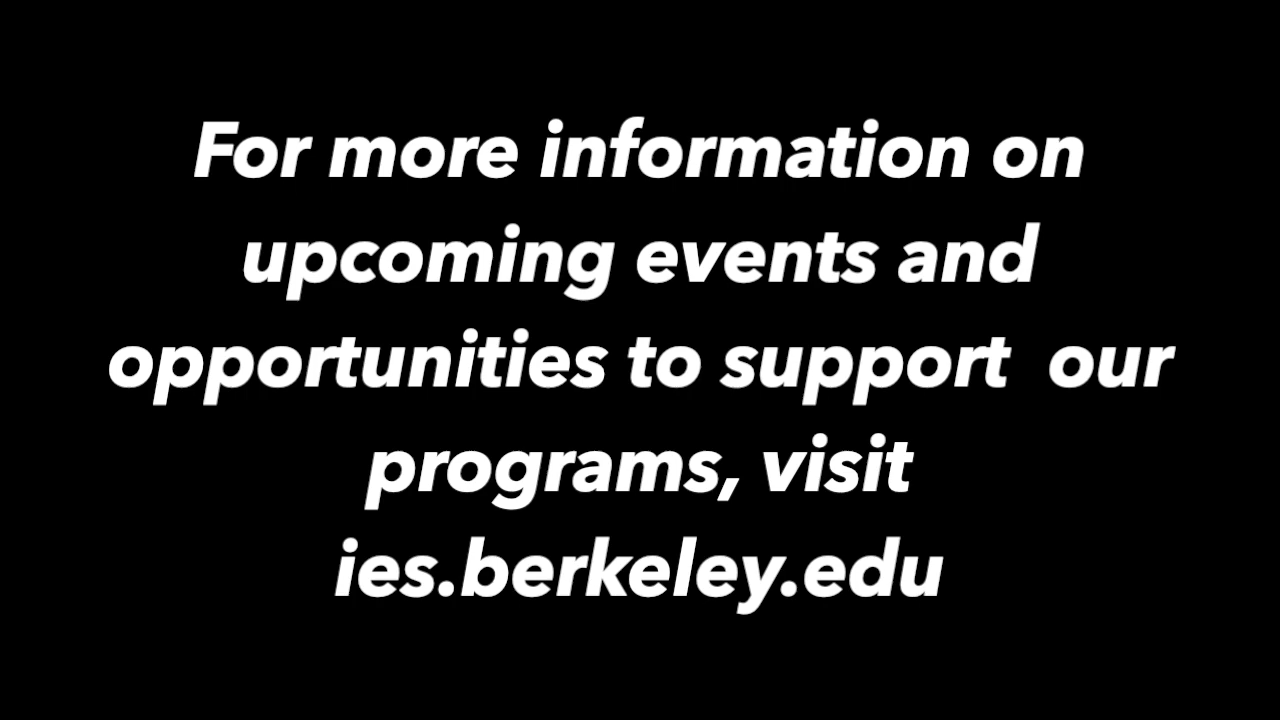 For more information on
upcoming events and
opportunities to support  our
programs, visit
ies.berkeley.edu